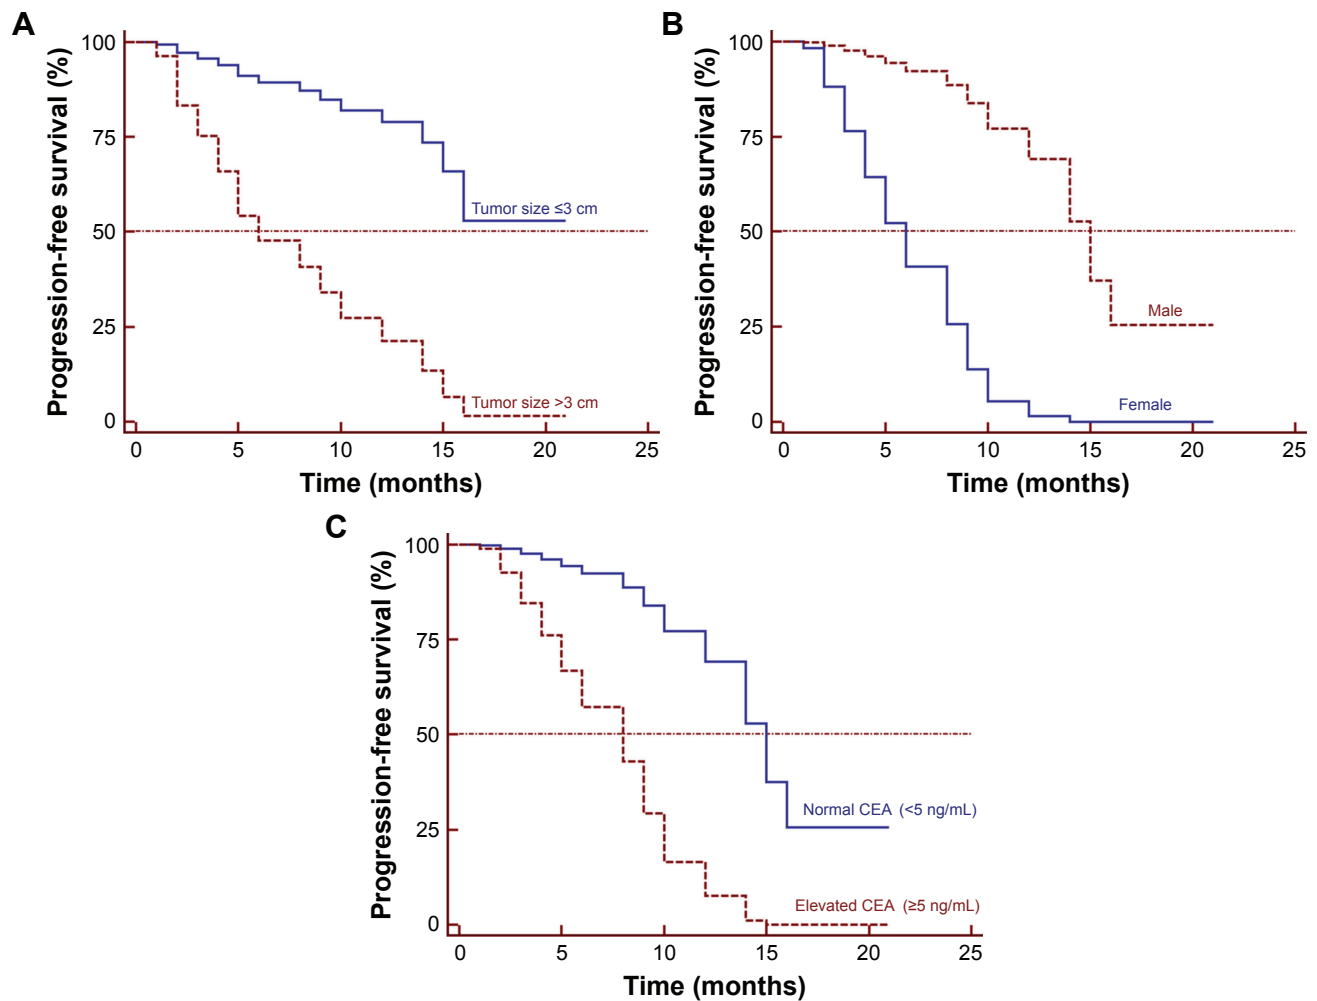 A
Progression-free survival (%)
100
75
50
25
0
Tumor size ≤3 cm
Tumor size >3 cm
0 5 10 15 20 25
Time (months)
B
Progression-free survival (%)
100
75
50
25
0
Male
Female
0 5 10 15 20 25
Time (months)
C
Progression-free survival (%)
100
75
50
25
0
Normal CEA (<5 ng/mL)
Elevated CEA (≥5 ng/mL)
0 5 10 15 20 25
Time (months)